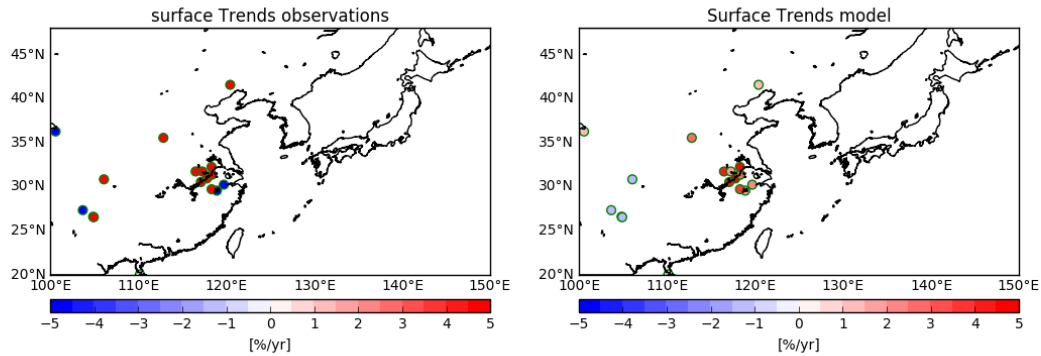 surface Trends observations
45°N
40°N
35°N
30°N
25°N
20°N
100°E 110°E 120°E 130°E 140°E 150°E
−5 −4 −3 −2 −1 0 1 2 3 4 5
[%/yr]
Surface Trends model
45°N
40°N
35°N
30°N
25°N
20°N
100°E 110°E 120°E 130°E 140°E 150°E
−5 −4 −3 −2 −1 0 1 2 3 4 5
[%/yr]